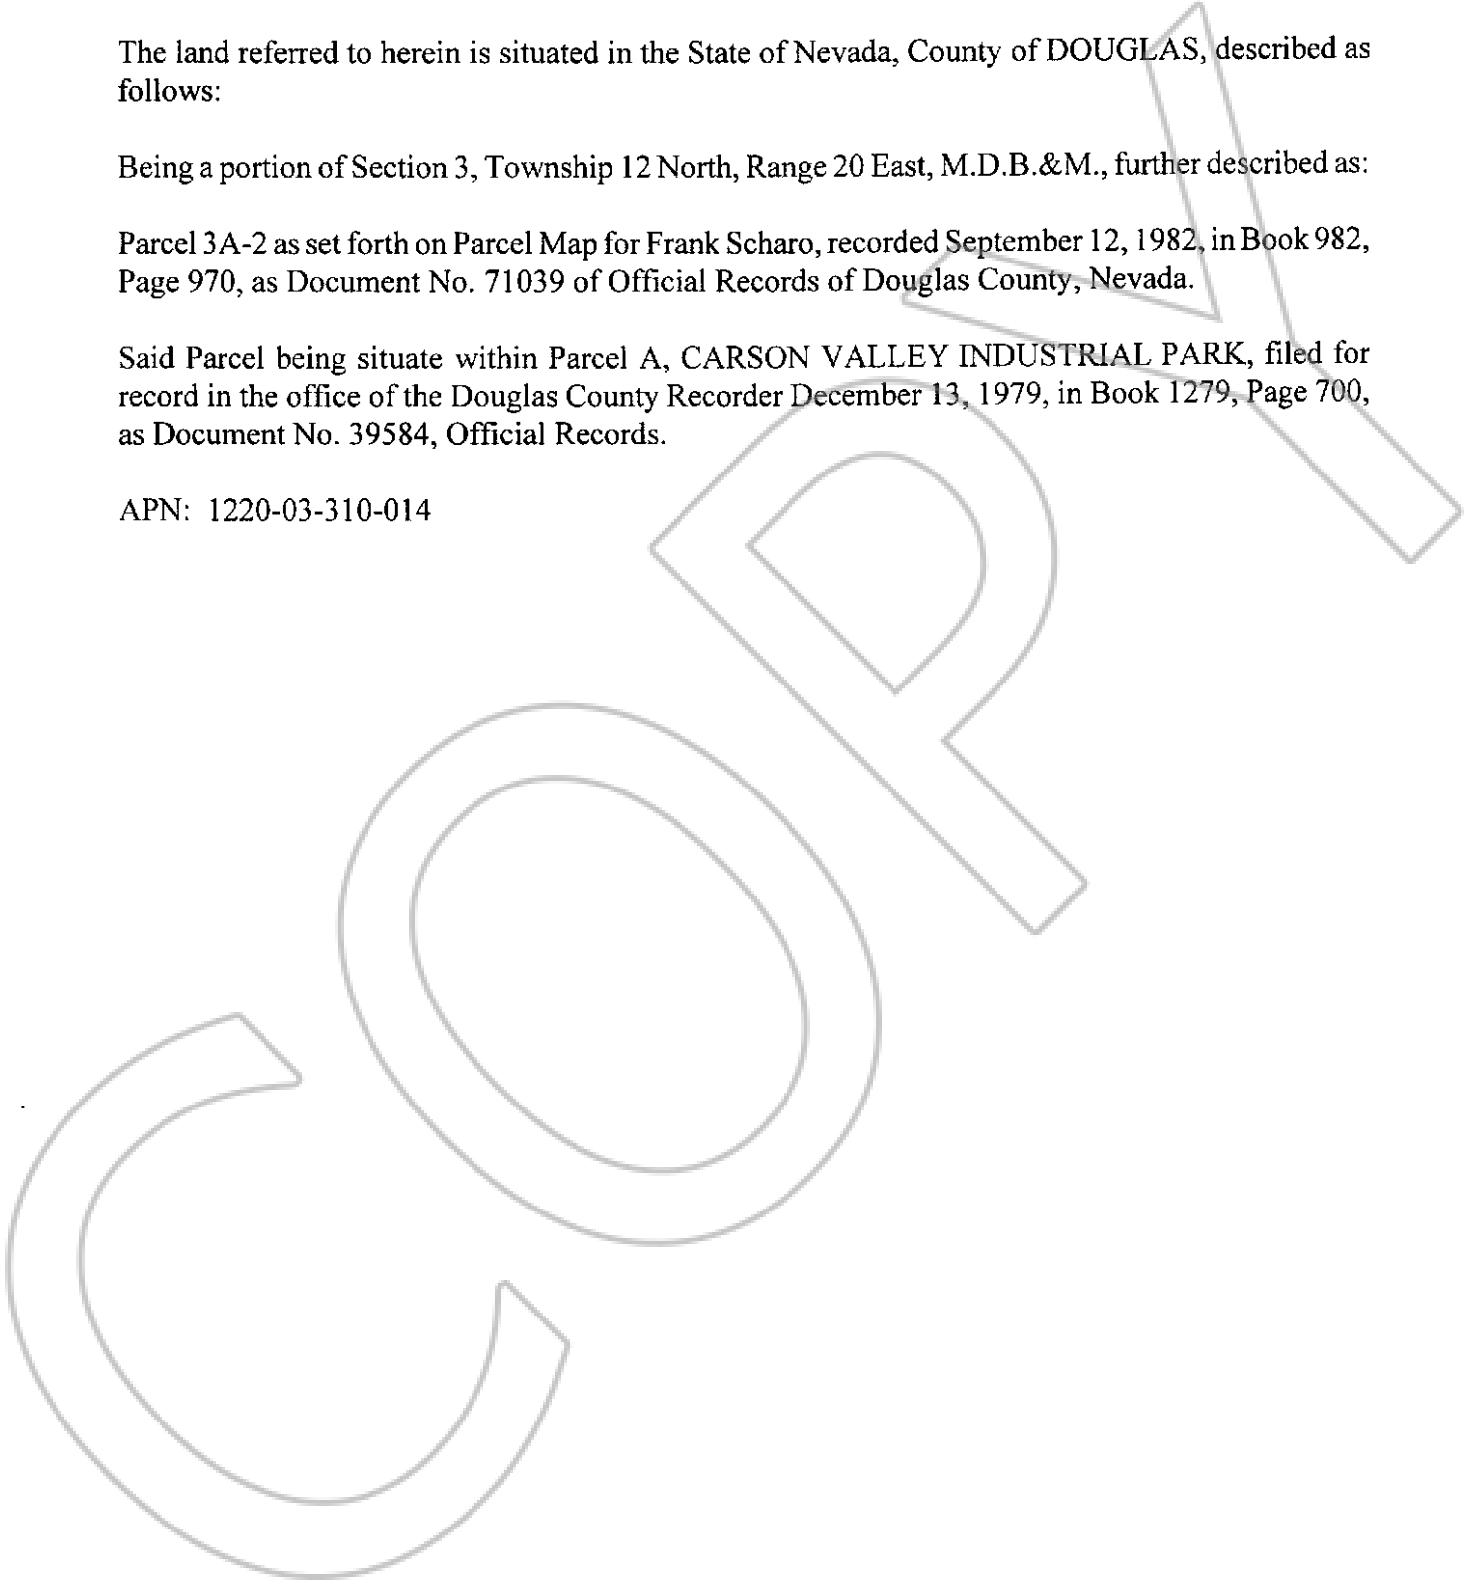 The land referred to herein is situated in the State of Nevada, County of DOUGLAS, described as
follows:
Being a portion of Section 3, Township 12 North, Range 20 East, M.D.B.&M., further described as:
Parcel 3A-2 as set forth on Parcel Map for Frank Scharo, recorded September 12, 1982, in Book 982,
Page 970, as Document No. 71039 of Official Records of Douglas County, Nevada.
Said Parcel being situate within Parcel A, CARSON VALLEY INDUSTRIAL PARK, filed for
record in the office of the Douglas County Recorder December 13, 1979, in Book 1279, Page 700,
as Document No. 39584, Official Records.
APN: 1220-03-310-014
COPY